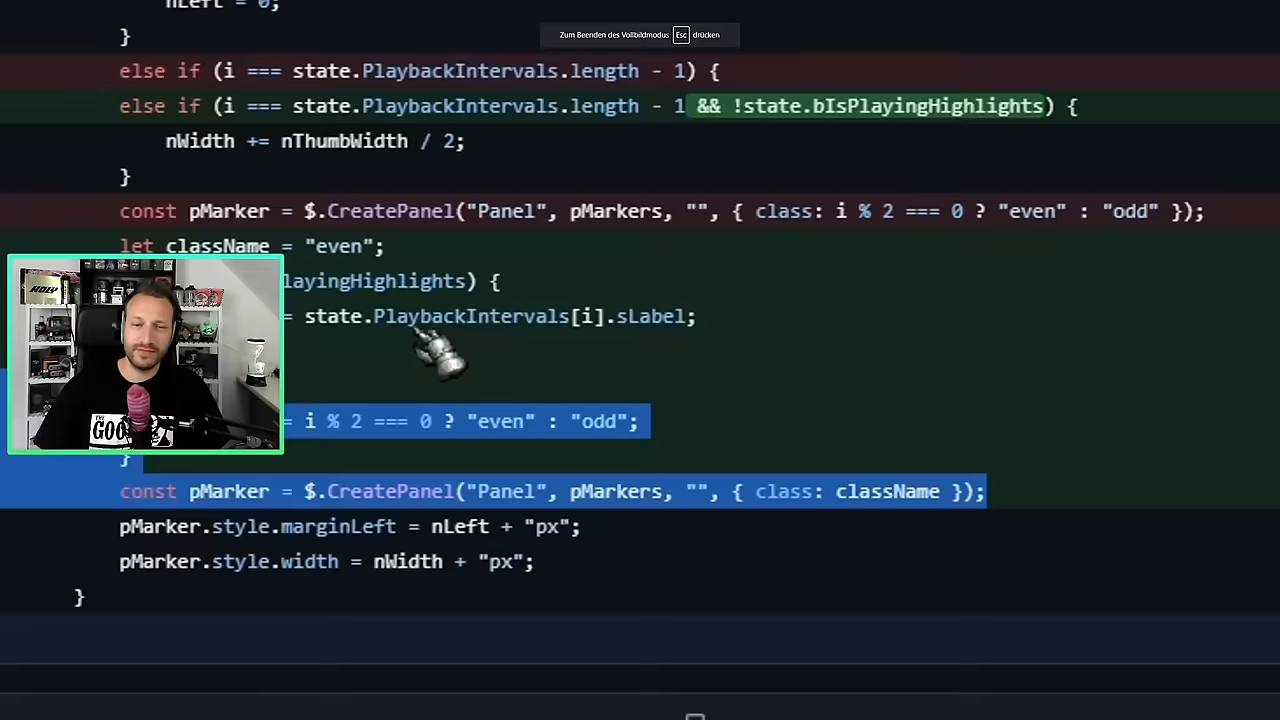 nLeft = 0;
}
Zum Beenden des Vollbildmodus Esc drücken
else if (i === state.PlaybackIntervals.length - 1) {
else if (i === state.PlaybackIntervals.length - 1 && !state.bIsPlayingHighlights) {
nWidth += nThumbWidth / 2;
}
const pMarker = $.CreatePanel("Panel", pMarkers, "", { class: i % 2 === 0 ? "even" : "odd" });
let className = "even";
layingHighlights) {
= state.PlaybackIntervals[i].sLabel;
= i % 2 === 0 ? "even" : "odd";
}
const pMarker = $.CreatePanel("Panel", pMarkers, "", { class: className });
pMarker.style.marginLeft = nLeft + "px";
pMarker.style.width = nWidth + "px";
}
HOLY
THE
GOO